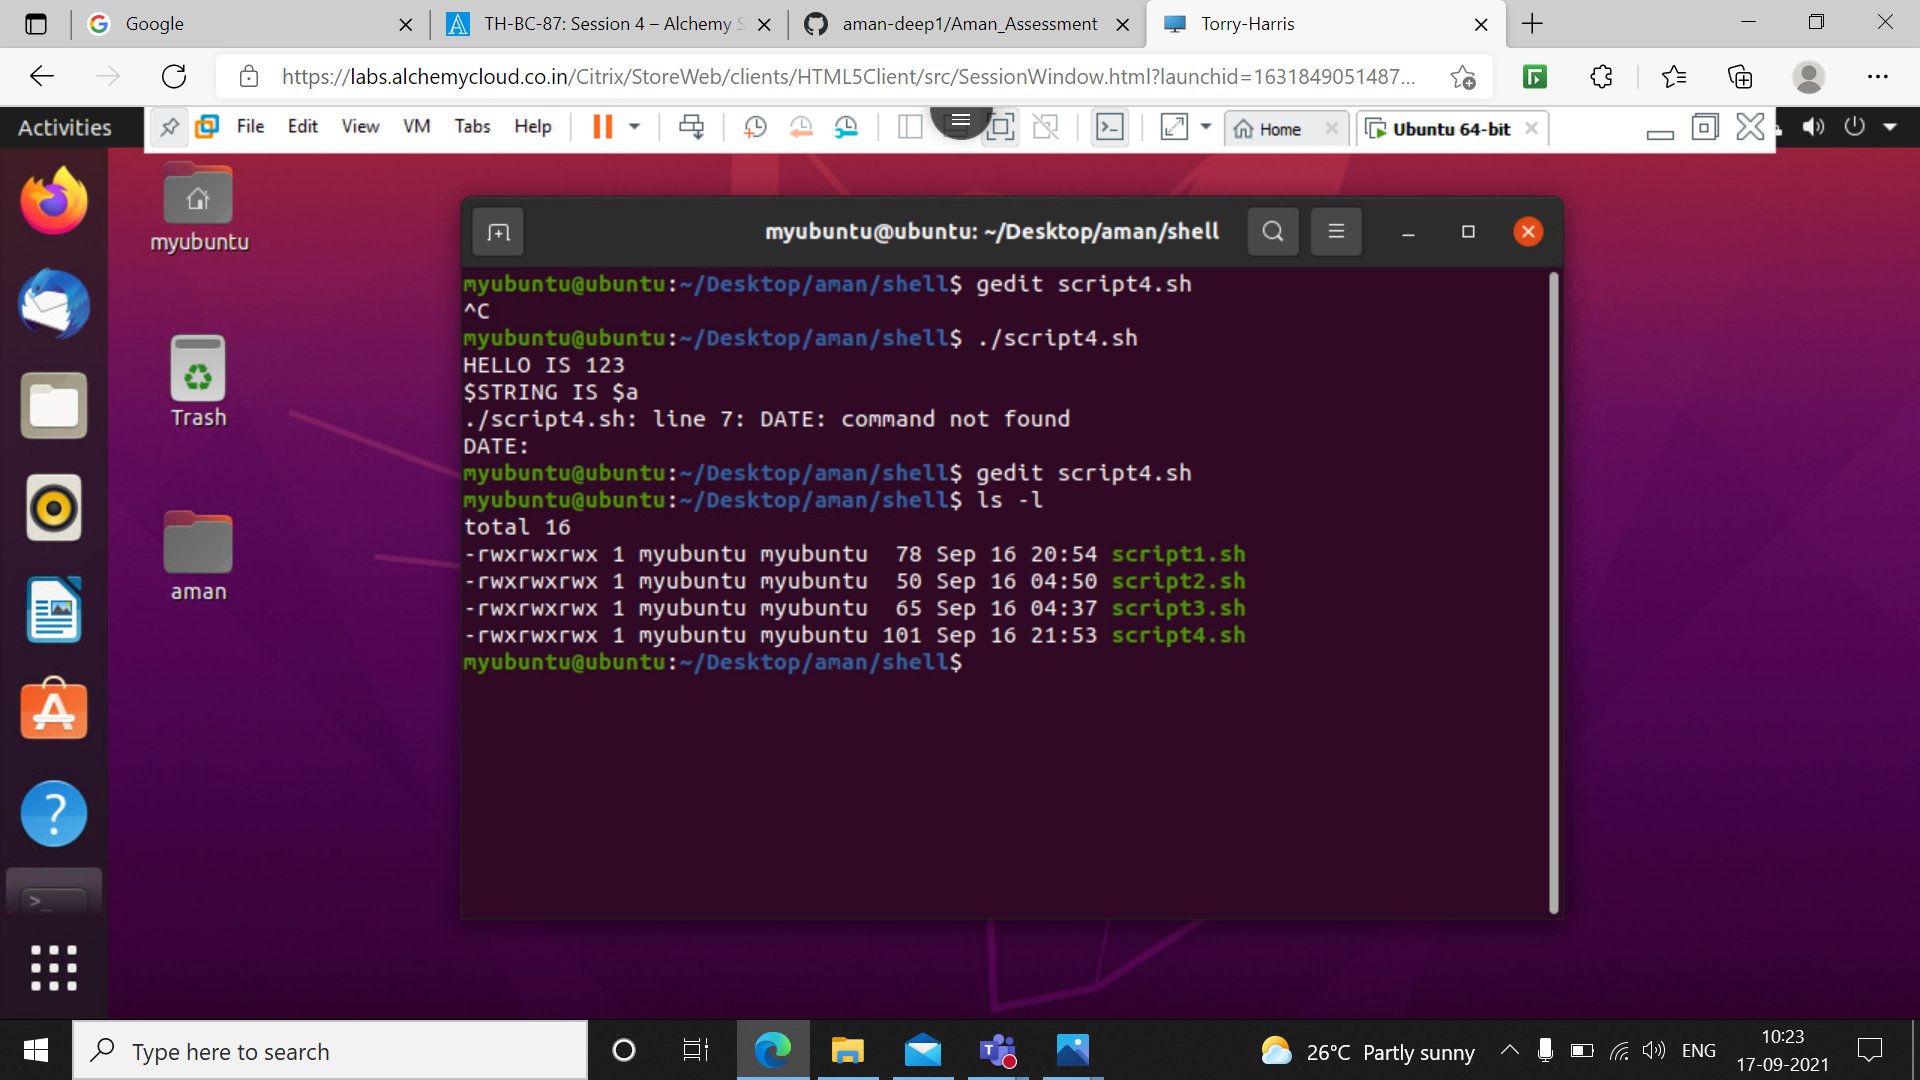 Google
TH-BC-87: Session 4 – Alchemy S
aman-deep1/Aman_Assessment
Torry-Harris
https://labs.alchemycloud.co.in/Citrix/StoreWeb/clients/HTML5Client/src/SessionWindow.html?launchid=1631849051487...
Activities
File Edit View VM Tabs Help
Home
Ubuntu 64-bit
myubuntu
Trash
aman
myubuntu@ubuntu: ~/Desktop/aman/shell
myubuntu@ubuntu:~/Desktop/aman/shell$ gedit script4.sh
^C
myubuntu@ubuntu:~/Desktop/aman/shell$ ./script4.sh
HELLO IS 123
$STRING IS $a
./script4.sh: line 7: DATE: command not found
DATE:
myubuntu@ubuntu:~/Desktop/aman/shell$ gedit script4.sh
myubuntu@ubuntu:~/Desktop/aman/shell$ ls -l
total 16
-rwxrwxrwx 1 myubuntu myubuntu  78 Sep 16 20:54 script1.sh
-rwxrwxrwx 1 myubuntu myubuntu  50 Sep 16 04:50 script2.sh
-rwxrwxrwx 1 myubuntu myubuntu  65 Sep 16 04:37 script3.sh
-rwxrwxrwx 1 myubuntu myubuntu 101 Sep 16 21:53 script4.sh
myubuntu@ubuntu:~/Desktop/aman/shell$
Type here to search
26°C Partly sunny
ENG
10:23
17-09-2021